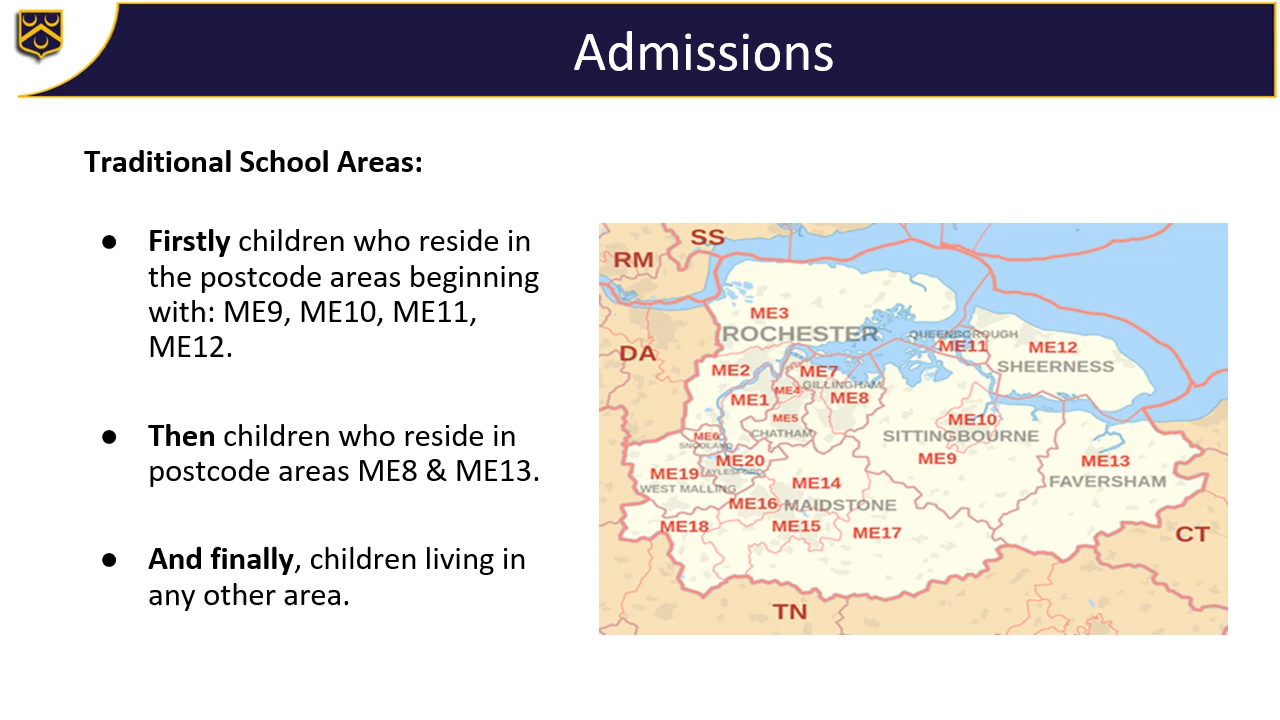 Admissions
Traditional School Areas:
● Firstly children who reside in
the postcode areas beginning
with: ME9, ME10, ME11,
ME12.
● Then children who reside in
postcode areas ME8 & ME13.
● And finally, children living in
any other area.
SS
RM
ME3
ROCHESTER
QUEENBOROUGH
ME11
ME12
SHEERNESS
DA
ME2
ME7
GILLINGHAM
ME4
ME1
ME8
ME5
CHATHAM
ME10
SITTINGBOURNE
ME6
SNODLAND
ME20
AYLESFORD
ME9
ME13
FAVERSHAM
ME19
WEST MALLING
ME14
ME16
MAIDSTONE
ME18
ME15
ME17
CT
TN